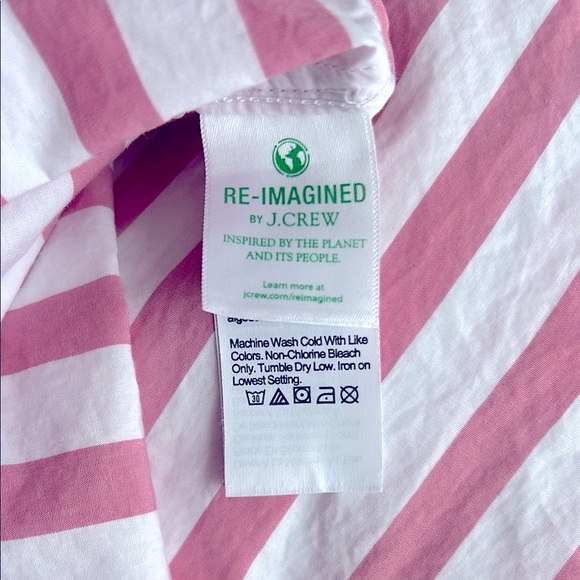 RE-IMAGINED
BY J.CREW
INSPIRED BY THE PLANET
AND ITS PEOPLE.
Learn more at
jcrew.com/reimagined
Machine Wash Cold With Like
Colors. Non-Chlorine Bleach
Only. Tumble Dry Low. Iron on
Lowest Setting.
30